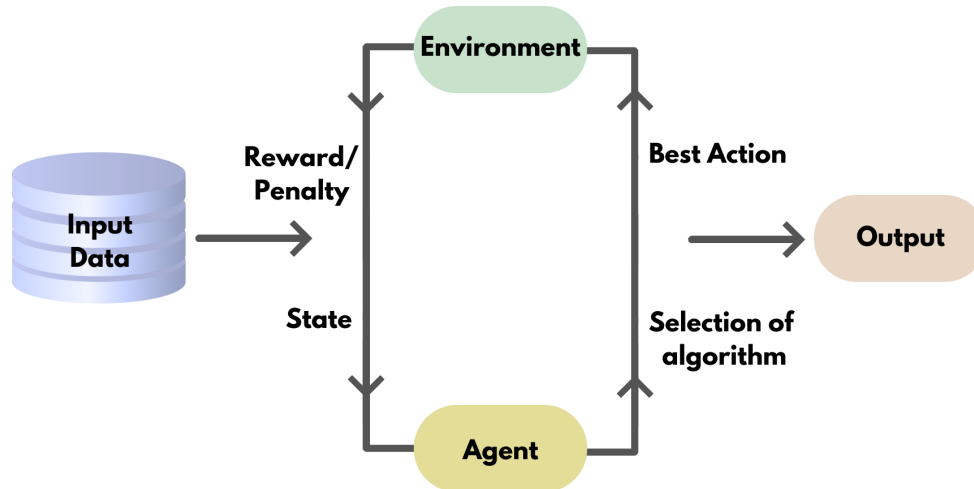 Environment
Reward/
Penalty
Best Action
Input
Data
Output
State
Selection of
algorithm
Agent